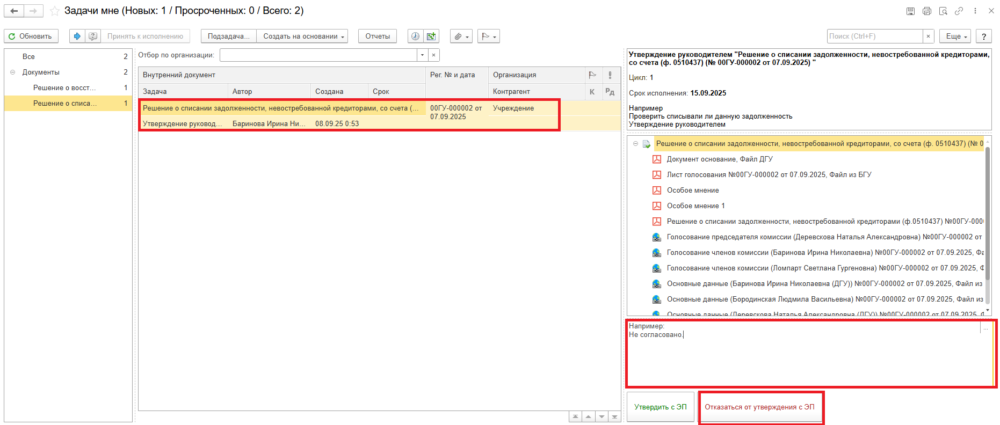 Задачи мне (Новых: 1 / Просроченных: 0 / Всего: 2)
Обновить
Принять к исполнению
Подзадача...
Создать на основании
Отчеты
Поиск (Ctrl+F)
×
Еще
?
Все 2
Документы 2
Решение о восст... 1
Решение о списа... 1
Отбор по организации:
×
Внутренний документ Рег. № и дата Организация
Задача Автор Создана Срок Контрагент К Рд
Решение о списании задолженности, невостребованной кредиторами, со счета (... 00ГУ-000002 от Учреждение
07.09.2025
Утверждение руковод... Баринова Ирина Ни... 08.09.25 0:53
Утверждение руководителем "Решение о списании задолженности, невостребованной кредиторами,
со счета (ф. 0510437) (№ 00ГУ-000002 от 07.09.2025) "
Цикл: 1
Срок исполнения: 15.09.2025
Например
Проверить списывали ли данную задолженность
Утверждение руководителем
Решение о списании задолженности, невостребованной кредиторами, со счета (ф. 0510437) (№ 0
Документ основание, Файл ДГУ
Лист голосования №00ГУ-000002 от 07.09.2025, Файл из БГУ
Особое мнение
Особое мнение 1
Решение о списании задолженности, невостребованной кредиторами (ф.0510437) №00ГУ-000
Голосование председателя комиссии (Деревскова Наталья Александровна) №00ГУ-000002 от
Голосование членов комиссии (Баринова Ирина Николаевна) №00ГУ-000002 от 07.09.2025, Фа
Голосование членов комиссии (Ломпарт Светлана Гургеновна) №00ГУ-000002 от 07.09.2025, Ф
Основные данные (Баринова Ирина Николаевна (ДГУ)) №00ГУ-000002 от 07.09.2025, Файл из
Основные данные (Бородинская Людмила Васильевна) №00ГУ-000002 от 07.09.2025, Файл из
Основные данные (Деревскова Наталья Александровна (ДГУ)) №00ГУ-000002 от 07.09.2025, Ф
Например:
Не согласовано.
...
Утвердить с ЭП
Отказаться от утверждения с ЭП